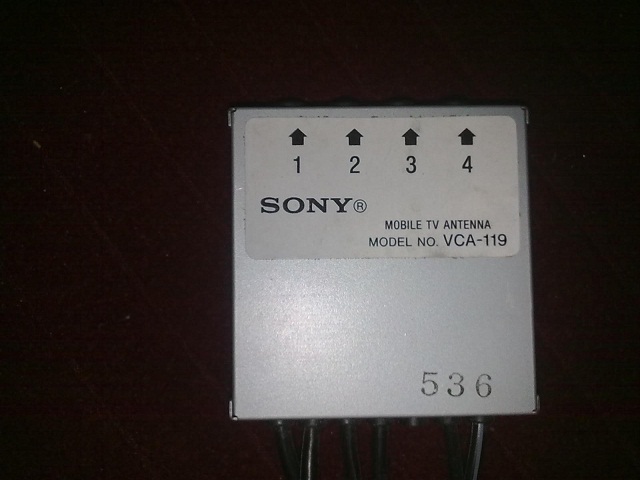 1 2 3 4
SONY®
MOBILE TV ANTENNA
MODEL NO. VCA-119
536